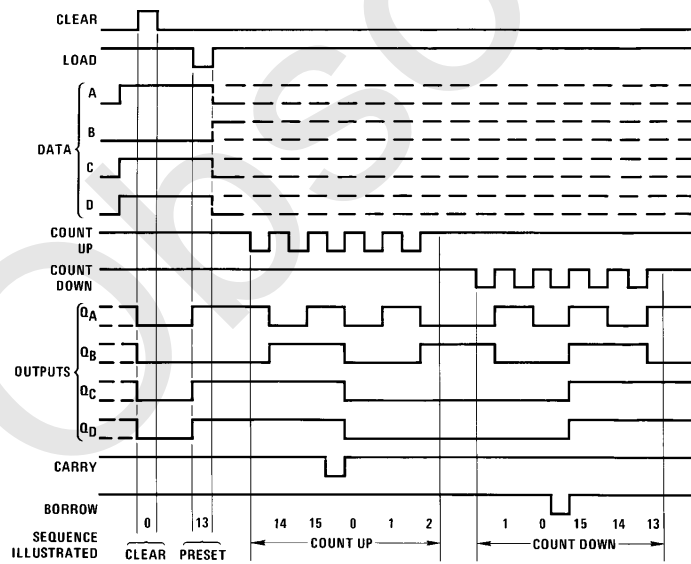 CLEAR
LOAD
A
B
DATA
C
D
COUNT
UP
COUNT
DOWN
QA
QB
OUTPUTS
QC
QD
CARRY
BORROW
0 13 14 15 0 1 2 1 0 15 14 13
SEQUENCE
ILLUSTRATED
CLEAR PRESET COUNT UP COUNT DOWN
Obso